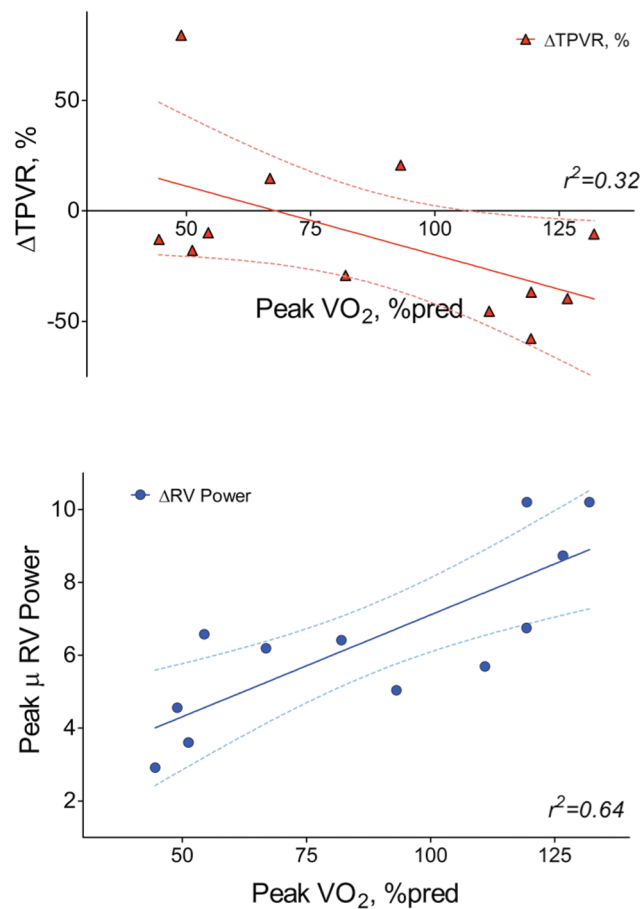 ΔTPVR, %
50
0
-50
ΔTPVR, %
50
75
100
125
r²=0.32
Peak VO₂, %pred
ΔRV Power
10
8
6
4
2
Peak μ RV Power
r²=0.64
50
75
100
125
Peak VO₂, %pred